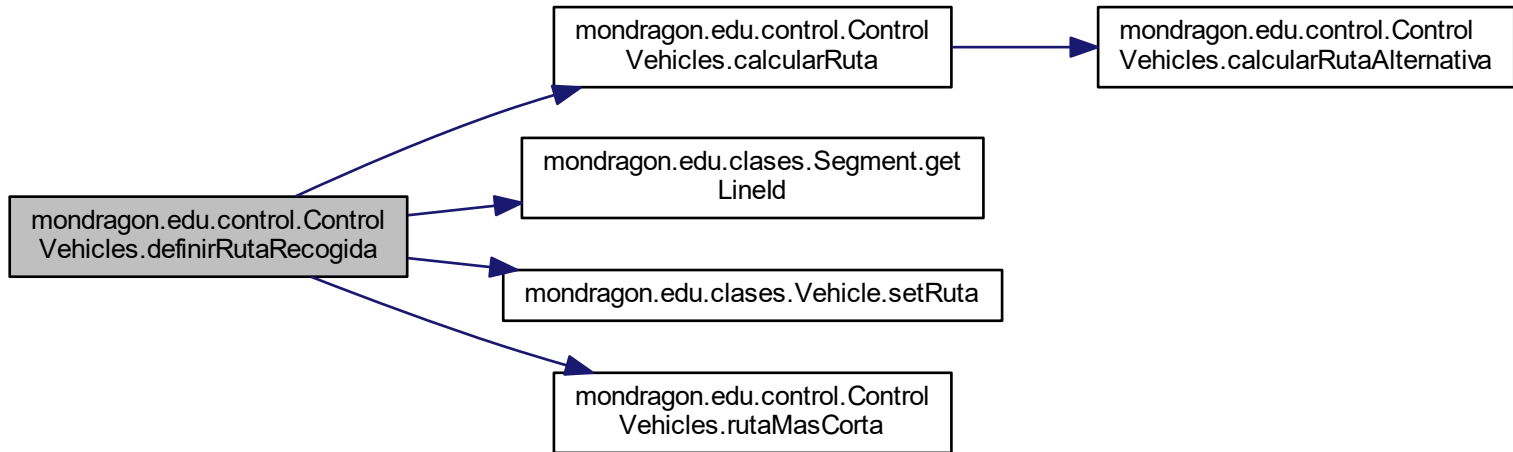 mondragon.edu.control.Control
Vehicles.definirRutaRecogida
mondragon.edu.control.Control
Vehicles.calcularRuta
mondragon.edu.control.Control
Vehicles.calcularRutaAlternativa
mondragon.edu.clases.Segment.get
LineId
mondragon.edu.clases.Vehicle.setRuta
mondragon.edu.control.Control
Vehicles.rutaMasCorta